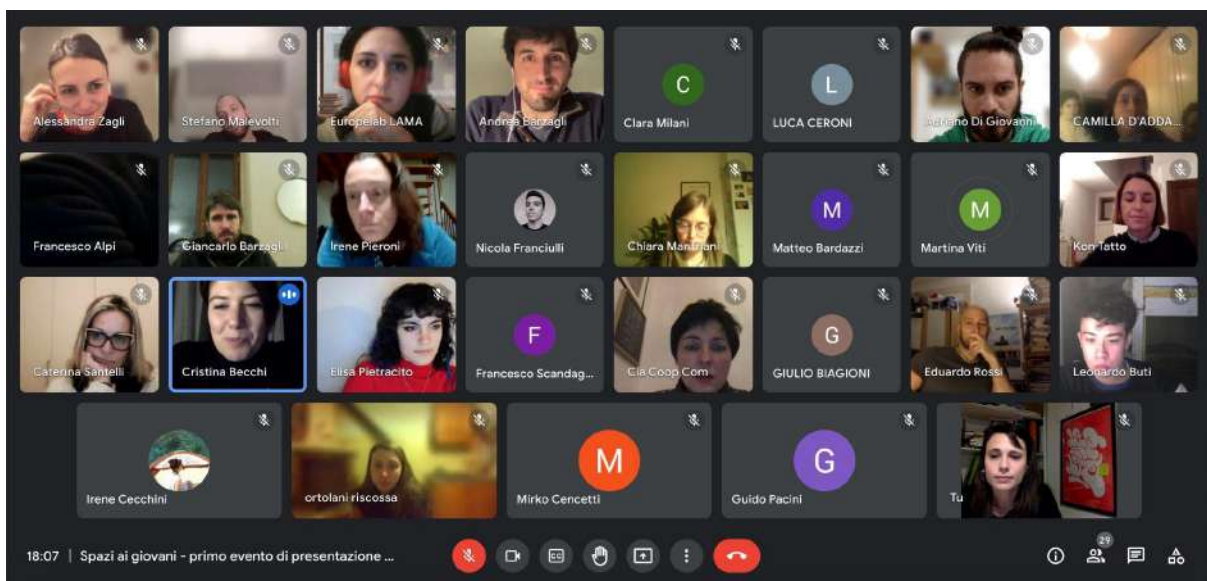 Alessandra Zagli
Stefano Malevolti
Europelab LAMA
Andrea Barzagli
C
Clara Milani
L
LUCA CERONI
Adriano Di Giovanni
CAMILLA D'ADDA...
Francesco Alpi
Giancarlo Barzagli
Irene Pieroni
Nicola Franciulli
Chiara
M
Matteo Bardazzi
M
Martina Viti
Kon Tatto
Caterina Santelli
Cristina Becchi
Elisa Pietracito
F
Francesco Scandag...
Cia Coop Com
G
GIULIO BIAGIONI
Eduardo Rossi
Leonardo Buti
Irene Cecchini
ortolani riscossa
M
Mirko Cencetti
G
Guido Pacini
Tu
18:07 | Spazi ai giovani - primo evento di presentazione ...
CC
29